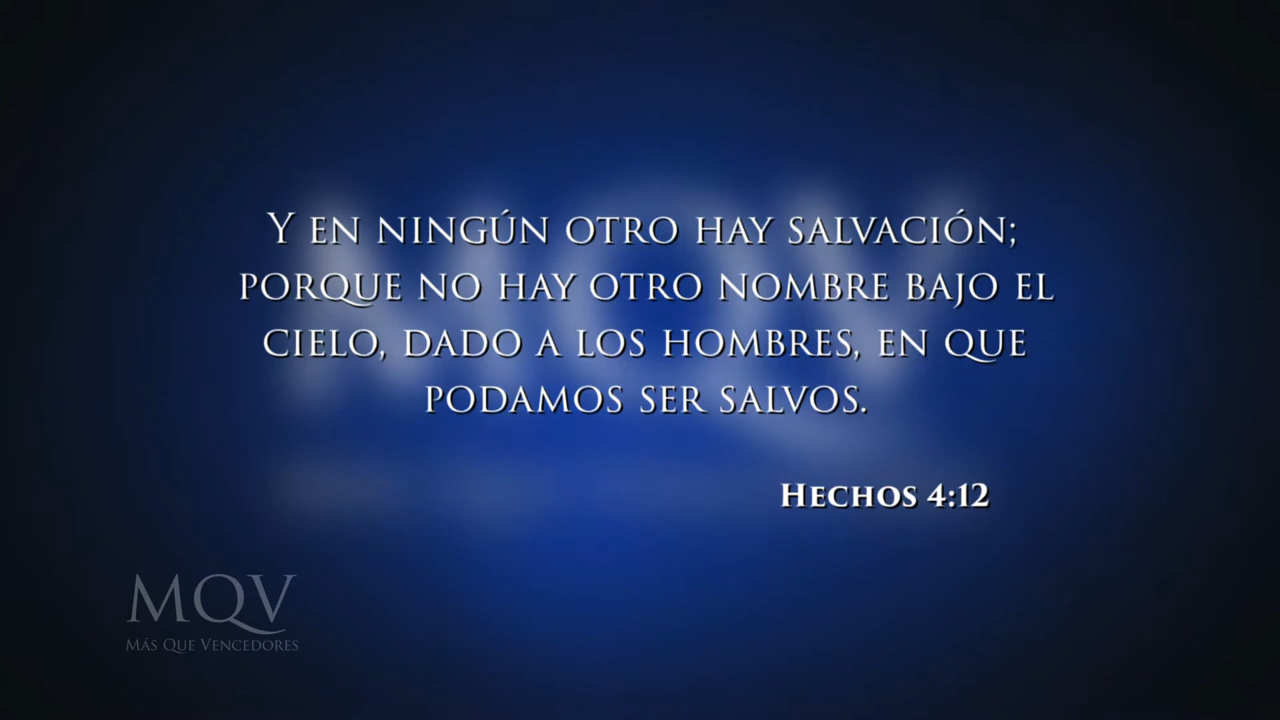 Y EN NINGÚN OTRO HAY SALVACIÓN;
PORQUE NO HAY OTRO NOMBRE BAJO EL
CIELO, DADO A LOS HOMBRES, EN QUE
PODAMOS SER SALVOS.
HECHOS 4:12
MQV
MÁS QUE VENCEDORES